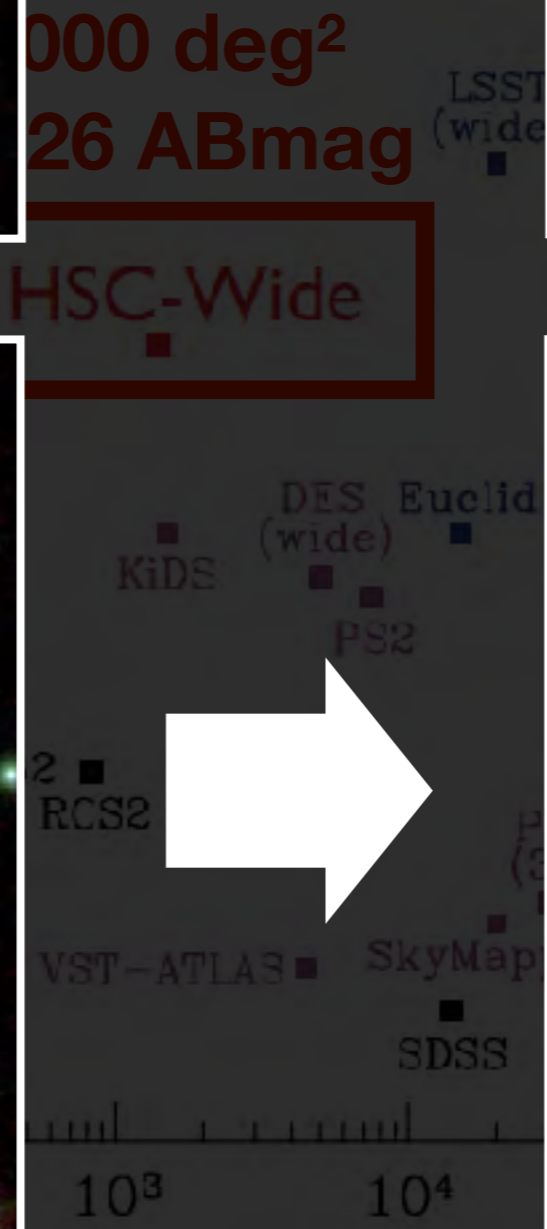 000 deg²
26 ABmag
LSST
(wide
HSC-Wide
DES Euclid
(wide)
KiDS
PS2
2
RCS2
P
(3
VST-ATLAS
SkyMap
SDSS
10³ 10⁴